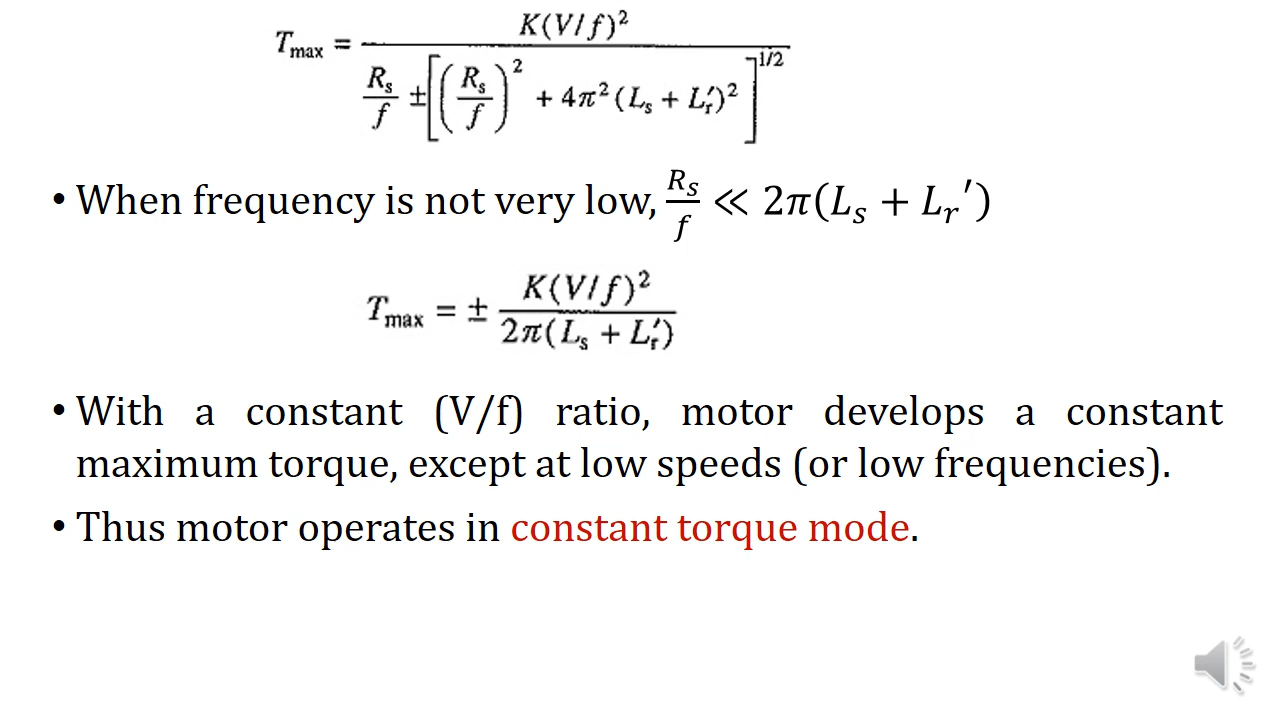 T_max = K(V/f)² / (R_s/f ± [(R_s/f)² + 4π²(L_s + L_r′)²]^1/2)
• When frequency is not very low, R_s/f ≪ 2π(L_s + L_r′)
T_max = ± K(V/f)² / 2π(L_s + L_r′)
• With a constant (V/f) ratio, motor develops a constant
maximum torque, except at low speeds (or low frequencies).
• Thus motor operates in constant torque mode.